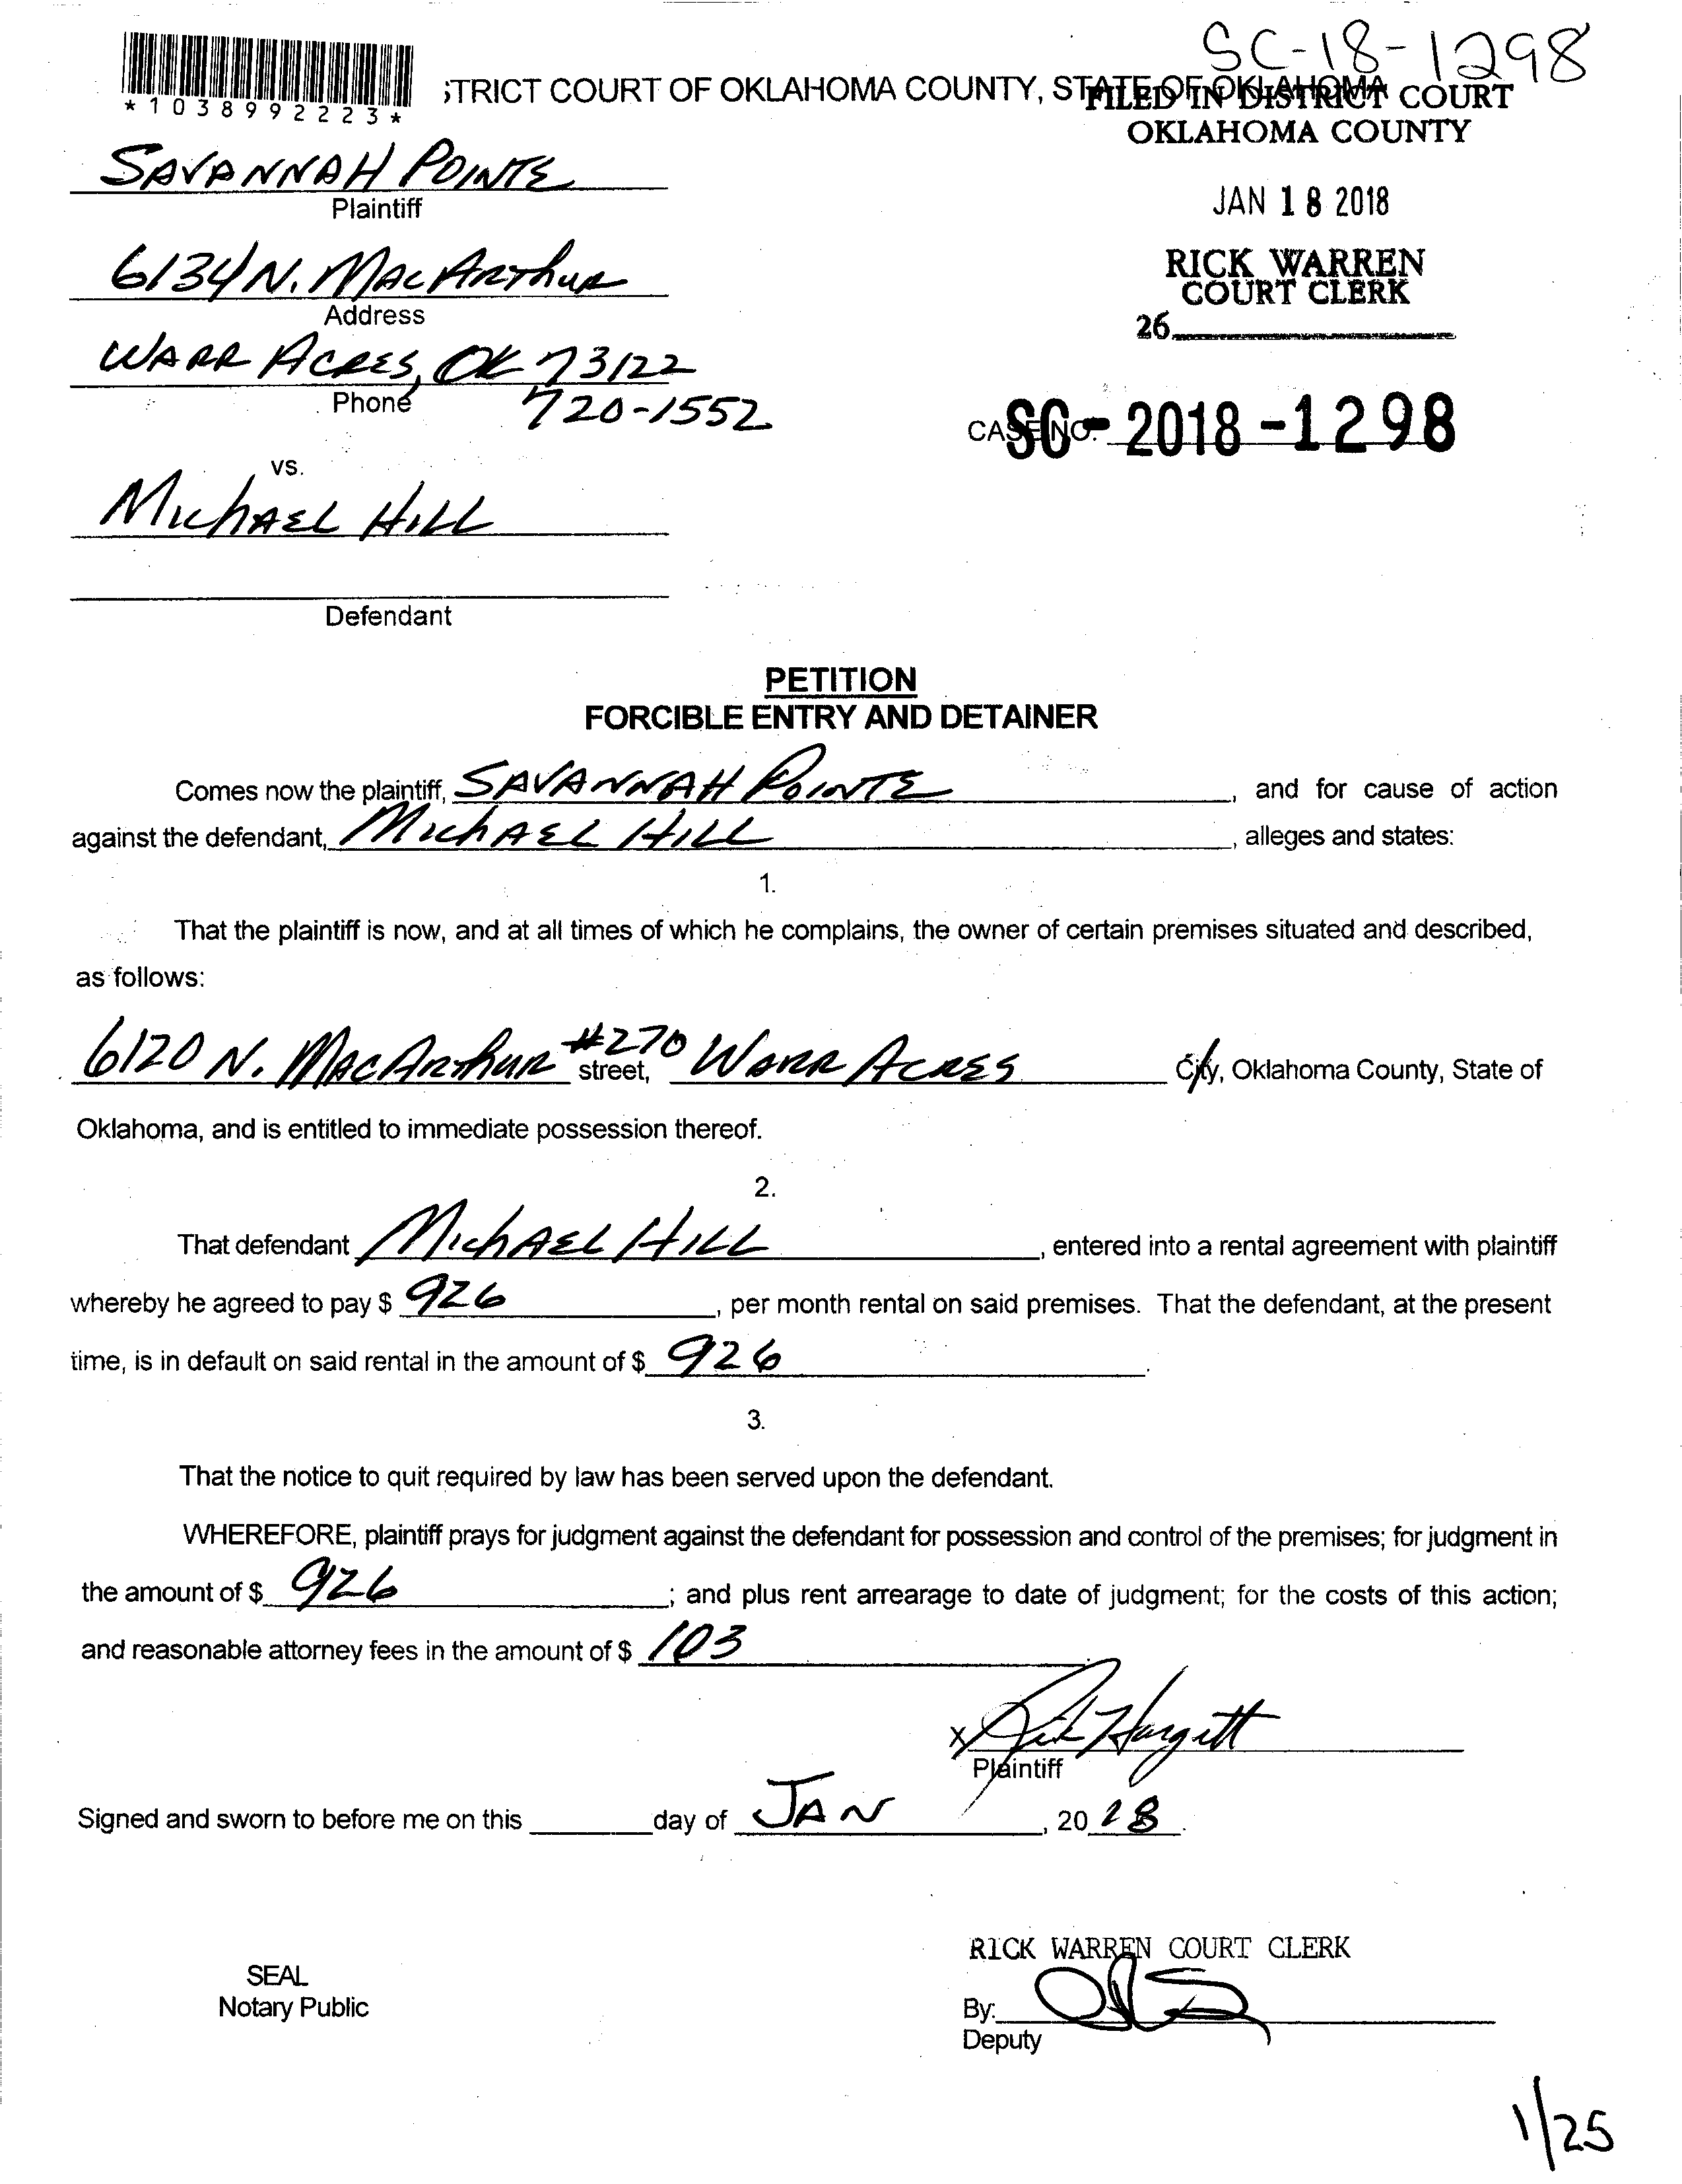 SC-18-1298
STRICT COURT OF OKLAHOMA COUNTY, STATE OF OKLAHOMA
*1038992223*
FILED IN DISTRICT COURT
OKLAHOMA COUNTY
SAVANNAH POINTE
Plaintiff
JAN 18 2018
6134 N. MACARThUR
Address
RICK WARREN
COURT CLERK
26
WARR ACRES, OK 73122
Phone 720-1552
CASE NO. SC-2018-1298
vs.
MIchAEL HILL
Defendant
PETITION
FORCIBLE ENTRY AND DETAINER
Comes now the plaintiff, SAVANNAH POINTE, and for cause of action
against the defendant, MIchAEL HILL, alleges and states:
1.
That the plaintiff is now, and at all times of which he complains, the owner of certain premises situated and described,
as follows:
6120 N. MACARThUR #270 street, WARR ACRES City, Oklahoma County, State of
Oklahoma, and is entitled to immediate possession thereof.
2.
That defendant MIchAEL HILL, entered into a rental agreement with plaintiff
whereby he agreed to pay $ 926, per month rental on said premises. That the defendant, at the present
time, is in default on said rental in the amount of $ 926.
3.
That the notice to quit required by law has been served upon the defendant.
WHEREFORE, plaintiff prays for judgment against the defendant for possession and control of the premises; for judgment in
the amount of $ 926; and plus rent arrearage to date of judgment; for the costs of this action;
and reasonable attorney fees in the amount of $ 103
X Hargett
Plaintiff
Signed and sworn to before me on this ____ day of JAN, 2018.
RICK WARREN COURT CLERK
SEAL
Notary Public
By:
Deputy
1/25